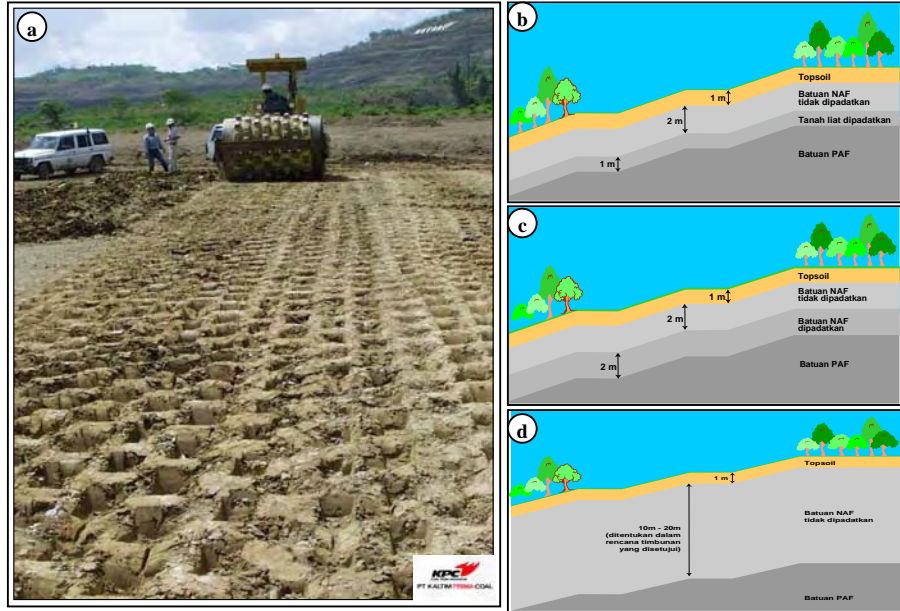 a
KPC
PT KALTIM PRIMA COAL
b
Topsoil
Batuan NAF
tidak dipadatkan
Tanah liat dipadatkan
Batuan PAF
1 m
2 m
1 m
c
Topsoil
Batuan NAF
tidak dipadatkan
Batuan NAF
dipadatkan
Batuan PAF
1 m
2 m
2 m
d
Topsoil
1 m
Batuan NAF
tidak dipadatkan
10m - 20m
(ditentukan dalam
rencana timbunan
yang disetujui)
Batuan PAF